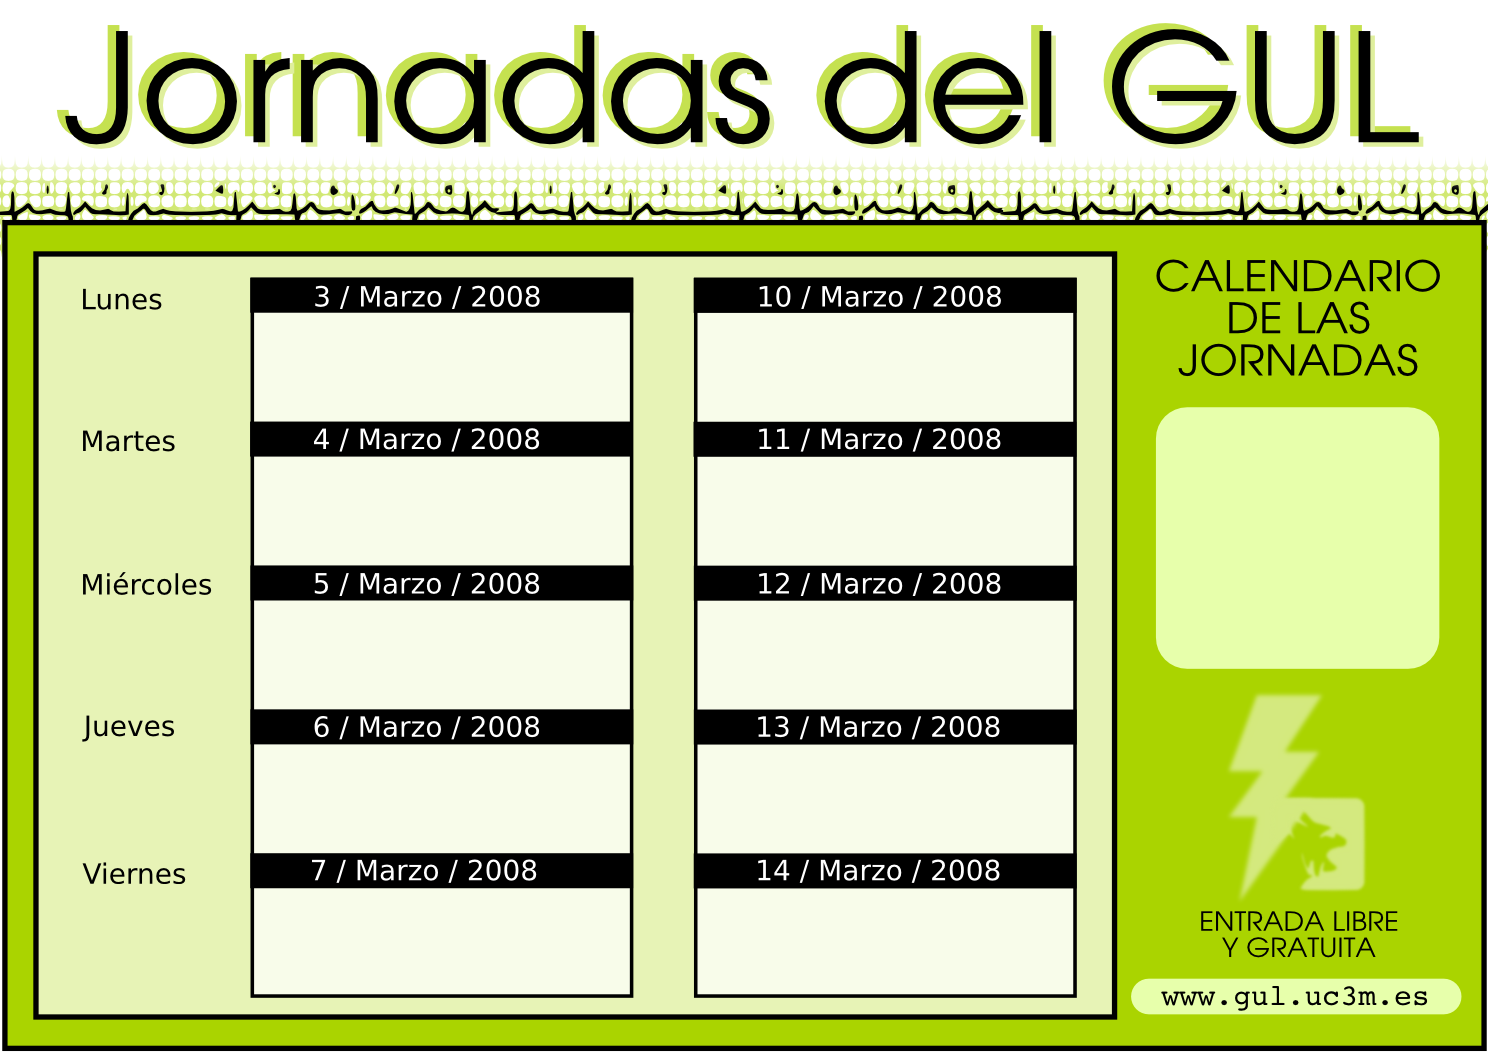 Jornadas del GUL
Lunes
3 / Marzo / 2008
10 / Marzo / 2008
Martes
4 / Marzo / 2008
11 / Marzo / 2008
Miércoles
5 / Marzo / 2008
12 / Marzo / 2008
Jueves
6 / Marzo / 2008
13 / Marzo / 2008
Viernes
7 / Marzo / 2008
14 / Marzo / 2008
CALENDARIO
DE LAS
JORNADAS
ENTRADA LIBRE
Y GRATUITA
www.gul.uc3m.es